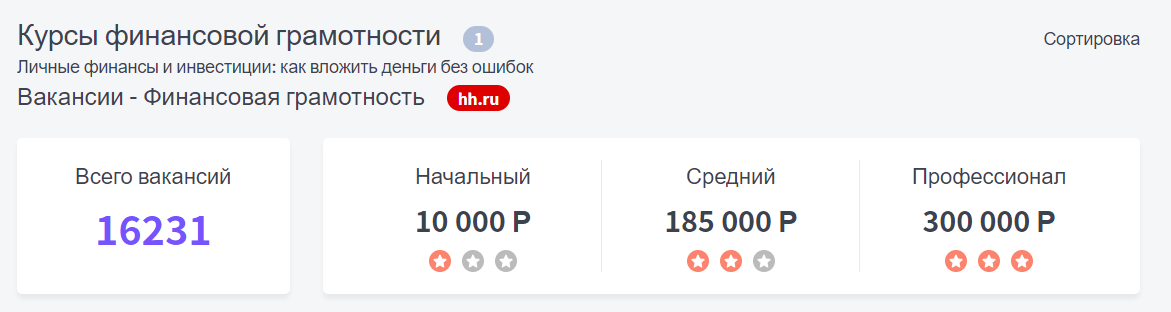 Курсы финансовой грамотности 1
Сортировка
Личные финансы и инвестиции: как вложить деньги без ошибок
Вакансии - Финансовая грамотность hh.ru
Всего вакансий
16231
Начальный
10 000 Р
Средний
185 000 Р
Профессионал
300 000 Р